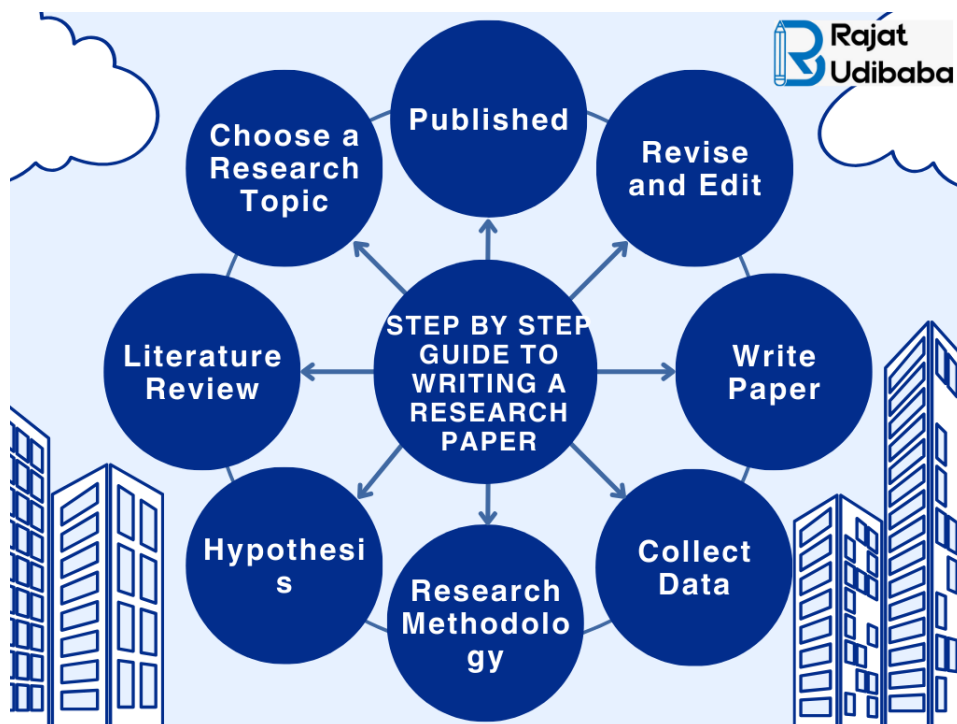 Rajat
Udibaba
Published
Choose a
Research
Topic
Revise
and Edit
STEP BY STEP
GUIDE TO
WRITING A
RESEARCH
PAPER
Literature
Review
Write
Paper
Hypothesi
s
Collect
Data
Research
Methodolo
gy